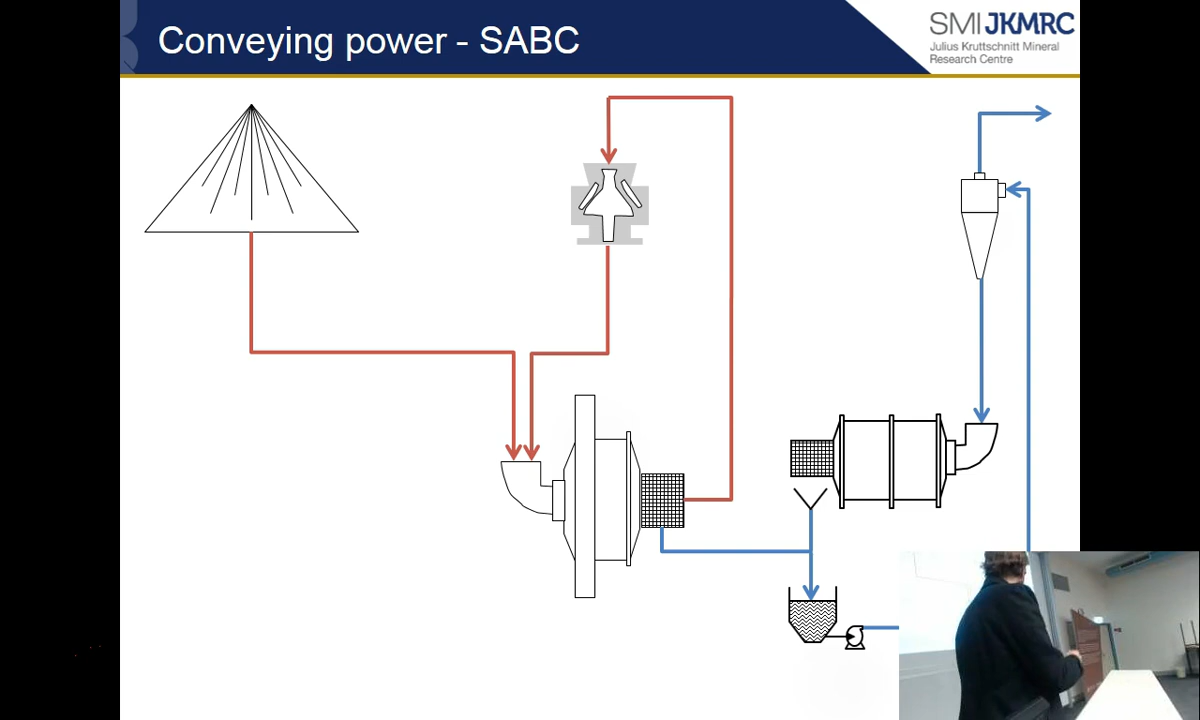 Conveying power - SABC
SMI JKMRC
Julius Kruttschnitt Mineral
Research Centre